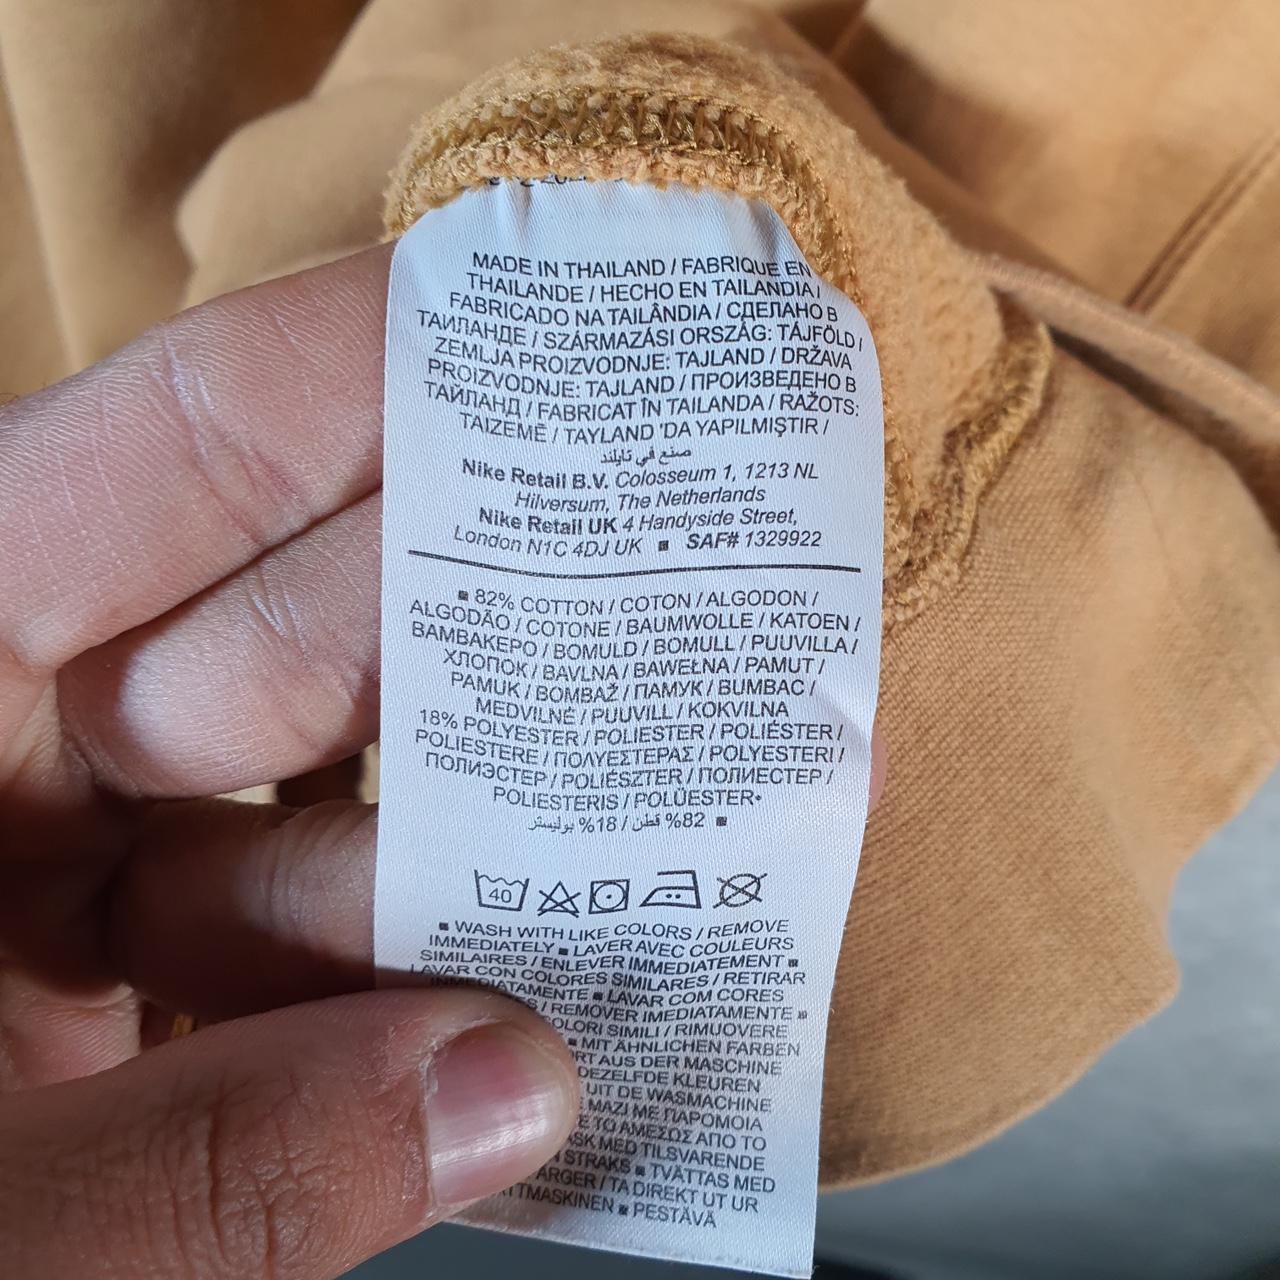 MADE IN THAILAND / FABRIQUE EN
THAILANDE / HECHO EN TAILANDIA /
FABRICADO NA TAILÂNDIA / СДЕЛАНО В
ТАИЛАНДЕ / SZÁRMAZÁSI ORSZÁG: TÁJFÖLD /
ZEMLJA PROIZVODNJE: TAJLAND / DRŽAVA
PROIZVODNJE: TAJLAND / ПРОИЗВЕДЕНО В
ТАЙЛАНД / FABRICAT ÎN TAILANDA / RAŽOTS:
TAIZEMĒ / TAYLAND 'DA YAPILMIŞTIR /
صنع في تايلند
Nike Retail B.V. Colosseum 1, 1213 NL
Hilversum, The Netherlands
Nike Retail UK 4 Handyside Street,
London N1C 4DJ UK ■ SAF# 1329922
■ 82% COTTON / COTON / ALGODON /
ALGODÃO / COTONE / BAUMWOLLE / KATOEN /
ΒΑΜΒΑΚΕΡΟ / BOMULD / BOMULL / PUUVILLA /
ХЛОПОК / BAVLNA / BAWEŁNA / PAMUT /
PAMUK / BOMBAŽ / ПАМУК / BUMBAC /
MEDVILNĖ / PUUVILL / KOKVILNA
18% POLYESTER / POLIESTER / POLIÉSTER /
POLIESTERE / ΠΟΛΥΕΣΤΕΡΑΣ / POLYESTERI /
ПОЛИЭСТЕР / POLIÉSZTER / ПОЛИЕСТЕР /
POLIESTERIS / POLÜESTER•
82% قطن / 18% بوليستر ■
40
■ WASH WITH LIKE COLORS / REMOVE
IMMEDIATELY ■ LAVER AVEC COULEURS
SIMILAIRES / ENLEVER IMMEDIATEMENT ■
LAVAR CON COLORES SIMILARES / RETIRAR
INMEDIATAMENTE ■ LAVAR COM CORES
/ REMOVER IMEDIATAMENTE ■
COLORI SIMILI / RIMUOVERE
■ MIT ÄHNLICHEN FARBEN
AUS DER MASCHINE
DEZELFDE KLEUREN
UIT DE WASMACHINE
ΜΑΖΙ ΜΕ ΠΑΡΟΜΟΙΑ
ΤΟ ΑΜΕΣΩΣ ΑΠΟ ΤΟ
MED TILSVARENDE
STRAKS ■ TVÄTTAS MED
/ TA DIREKT UT UR
■ PESTÄVÄ